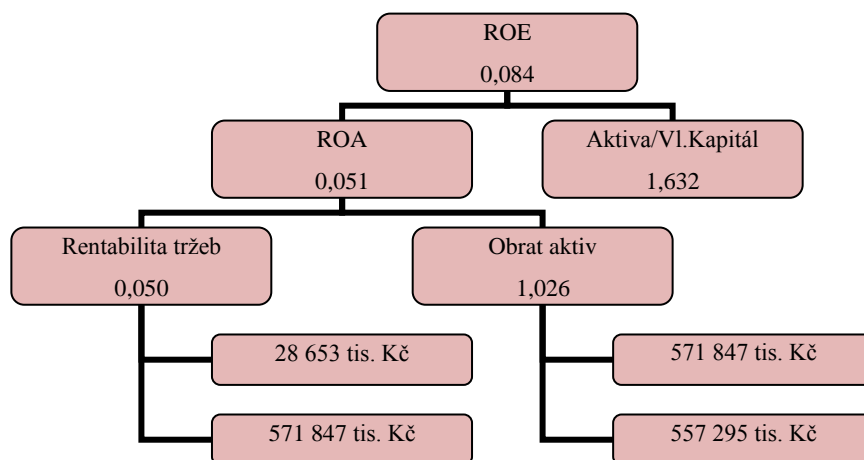 ROE
0,084
ROA
0,051
Aktiva/Vl.Kapitál
1,632
Rentabilita tržeb
0,050
Obrat aktiv
1,026
28 653 tis. Kč
571 847 tis. Kč
571 847 tis. Kč
557 295 tis. Kč